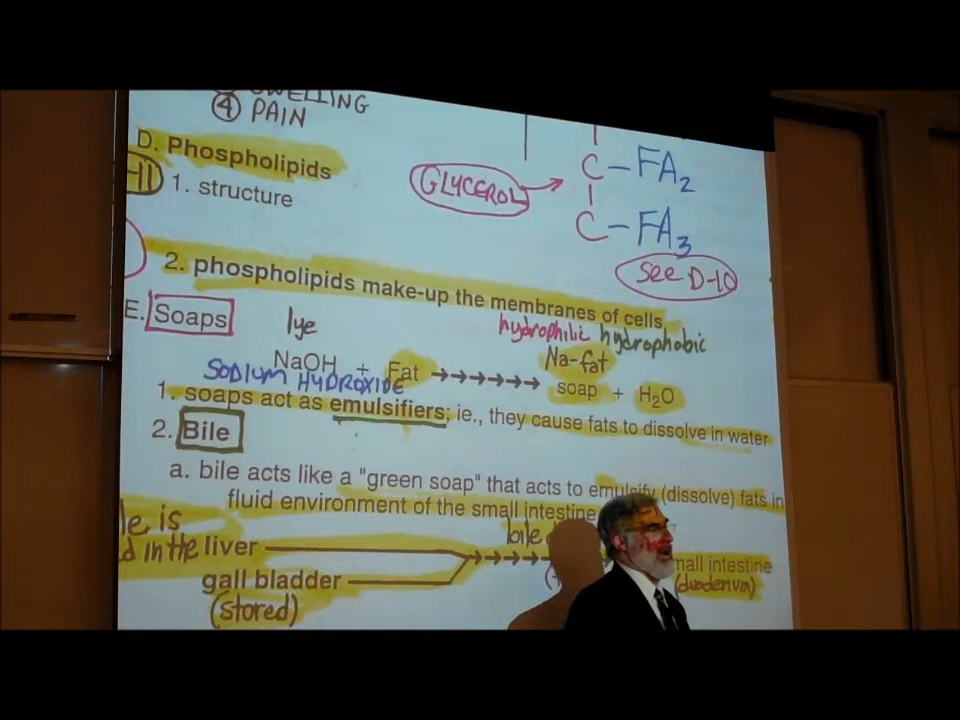 SWELLING
④ PAIN
D. Phospholipids
1. structure
GLYCEROL
C-FA2
C-FA3
see D-10
2. phospholipids make-up the membranes of cells
E. Soaps
lye
hydrophilic hydrophobic
NaOH + Fat
Na-fat
SODIUM HYDROXIDE
soap + H2O
1. soaps act as emulsifiers; ie., they cause fats to dissolve in water
2. Bile
a. bile acts like a "green soap" that acts to emulsify (dissolve) fats in
fluid environment of the small intestine
is
in the liver
bile
mall intestine
gall bladder
(duodenum)
(stored)